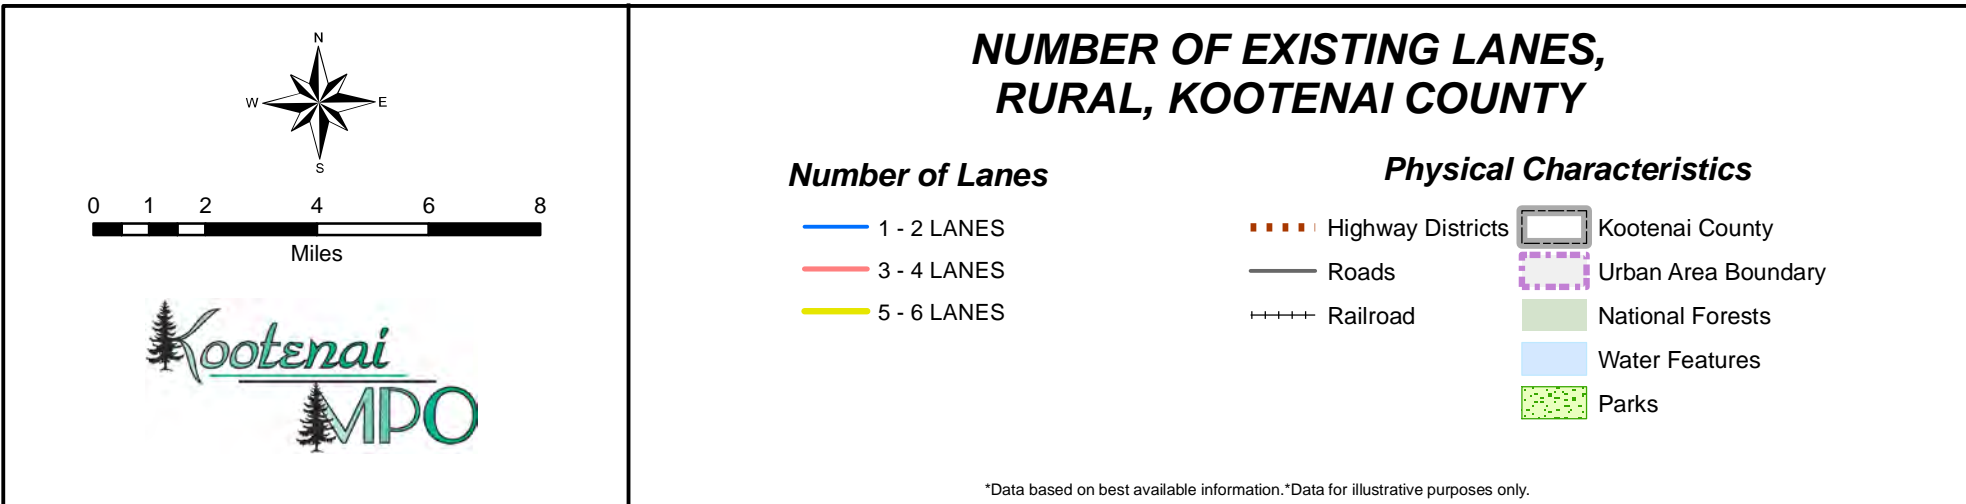 N
W
E
S
0 1 2 4 6 8
Miles
Kootenai
MPO
NUMBER OF EXISTING LANES,
RURAL, KOOTENAI COUNTY
Number of Lanes
1 - 2 LANES
3 - 4 LANES
5 - 6 LANES
Physical Characteristics
Highway Districts
Roads
Railroad
Kootenai County
Urban Area Boundary
National Forests
Water Features
Parks
*Data based on best available information.*Data for illustrative purposes only.